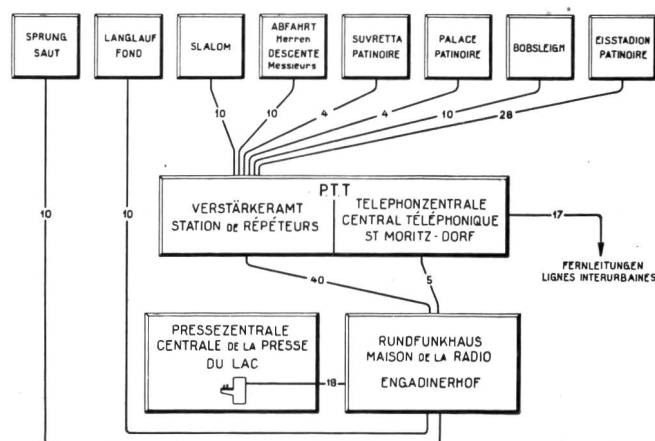 SPRUNG
SAUT
LANGLAUF
FOND
SLALOM
ABFAHRT
Herren
DESCENTE
Messieurs
SUVRETTA
PATINOIRE
PALACE
PATINOIRE
BOBSLEIGH
EISSTADION
PATINOIRE
10
10
4
4
10
28
10
10
P.T.T
VERSTÄRKERAMT
STATION de RÉPÉTEURS
TELEPHONZENTRALE
CENTRAL TÉLÉPHONIQUE
ST MORITZ - DORF
17
FERNLEITUNGEN
LIGNES INTERURBAINES
40
5
PRESSEZENTRALE
CENTRALE DE LA PRESSE
DU LAC
18
RUNDFUNKHAUS
MAISON DE LA RADIO
ENGADINERHOF